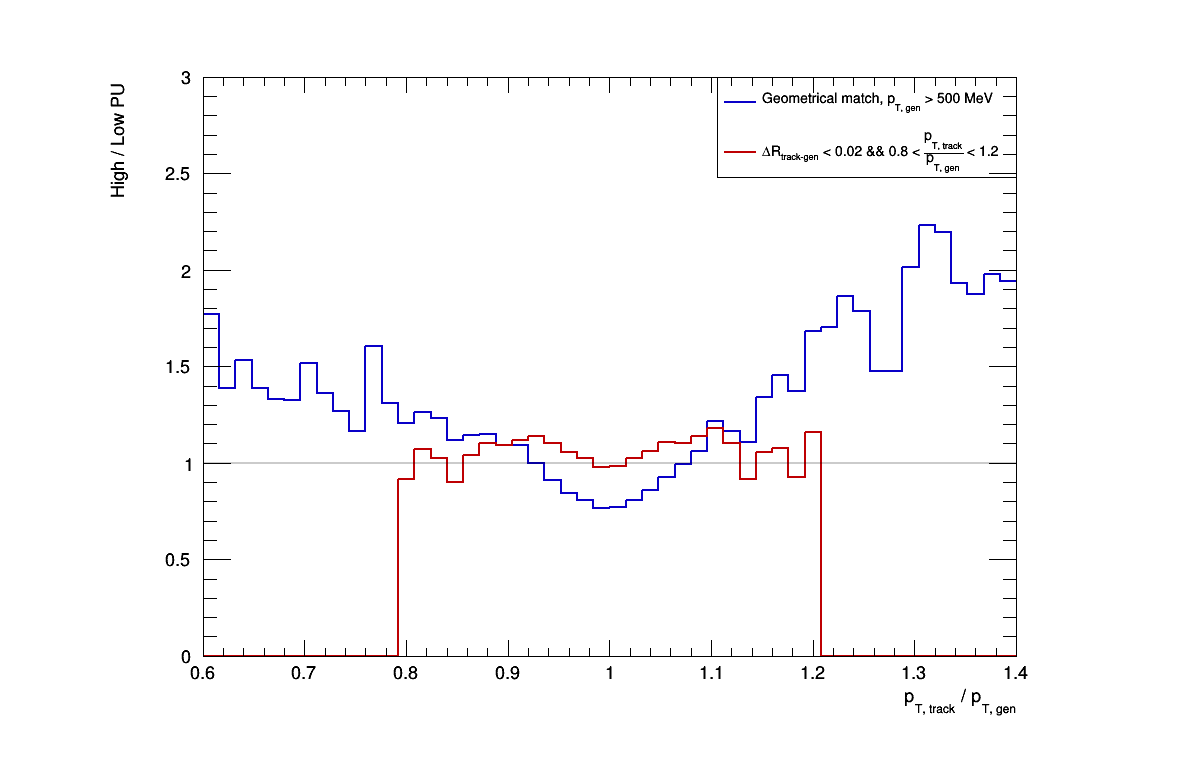 High / Low PU
3
2.5
2
1.5
1
0.5
0
Geometrical match, p_T, gen > 500 MeV
ΔR_track-gen < 0.02 && 0.8 < p_T, track / p_T, gen < 1.2
0.6 0.7 0.8 0.9 1 1.1 1.2 1.3 1.4
p_T, track / p_T, gen